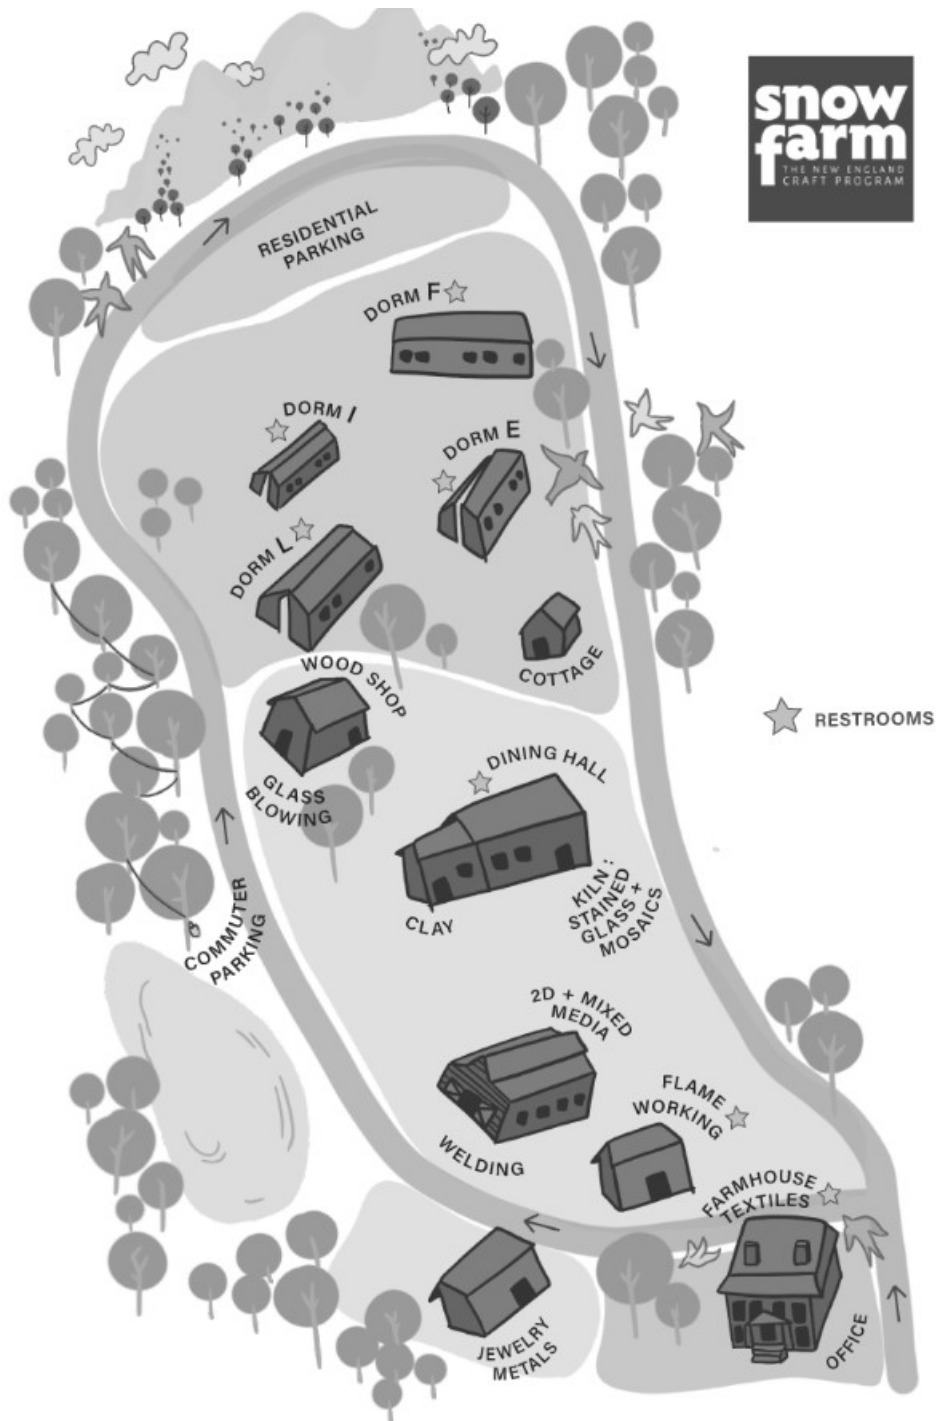 snow
farm
THE NEW ENGLAND
CRAFT PROGRAM
RESIDENTIAL
PARKING
DORM F
DORM I
DORM E
DORM L
COTTAGE
WOOD SHOP
RESTROOMS
GLASS
BLOWING
DINING HALL
CLAY
KILN :
STAINED
GLASS +
MOSAICS
COMMUTER
PARKING
2D + MIXED
MEDIA
WELDING
FLAME
WORKING
FARMHOUSE
TEXTILES
JEWELRY
METALS
OFFICE